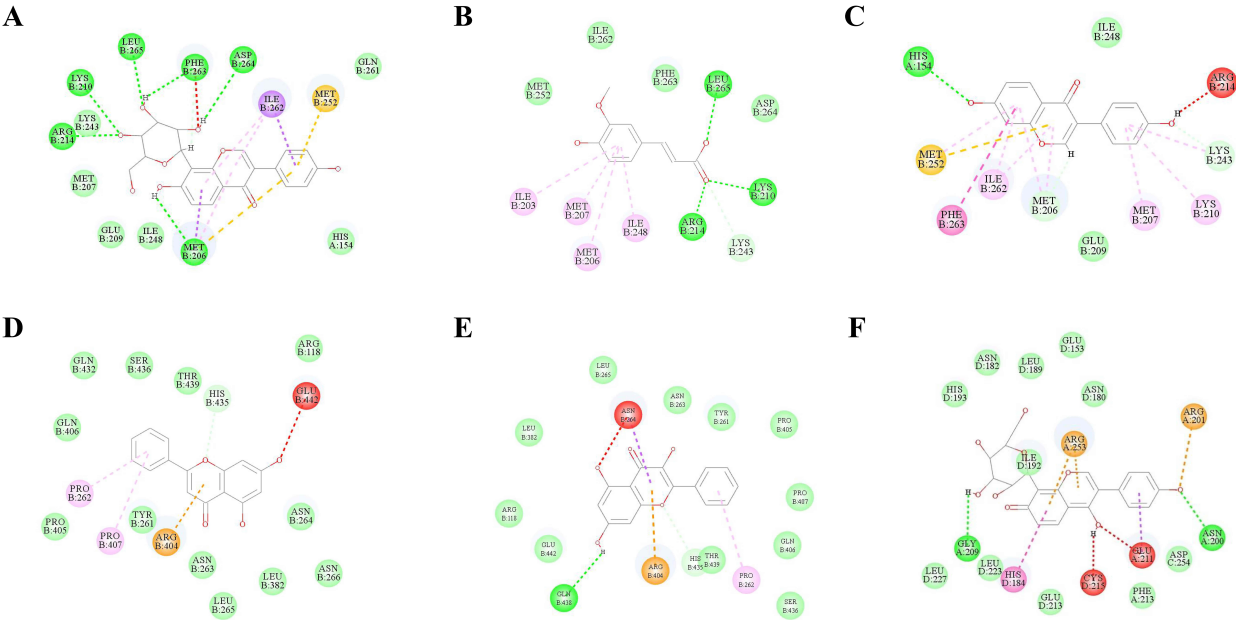 A
LEU
B:265
PHE
B:263
ASP
B:264
LYS
B:210
GLN
B:261
ILE
B:262
MET
B:252
H
H
LYS
B:243
ARG
B:214
MET
B:207
H
GLU
B:209
ILE
B:248
MET
B:206
HIS
A:154
B
ILE
B:262
MET
B:252
PHE
B:263
LEU
B:265
ASP
B:264
ILE
B:203
MET
B:207
ILE
B:248
MET
B:206
ARG
B:214
LYS
B:210
LYS
B:243
C
ILE
B:248
HIS
A:154
ARG
B:214
H
MET
B:252
H
LYS
B:243
ILE
B:262
PHE
B:263
MET
B:206
MET
B:207
LYS
B:210
GLU
B:209
D
ARG
B:118
GLN
B:432
SER
B:436
THR
B:439
HIS
B:435
GLU
B:442
GLN
B:406
PRO
B:262
PRO
B:405
PRO
B:407
TYR
B:261
ARG
B:404
ASN
B:264
ASN
B:263
LEU
B:382
ASN
B:266
LEU
B:265
E
LEU
B:265
ASN
B:264
ASN
B:263
TYR
B:261
PRO
B:405
LEU
B:382
ARG
B:118
PRO
B:407
GLU
B:442
H
GLN
B:406
ARG
B:404
HIS
B:435
THR
B:439
PRO
B:262
GLN
B:438
SER
B:436
F
GLU
D:153
ASN
D:182
LEU
D:189
HIS
D:193
ASN
D:180
ARG
A:201
ARG
A:253
ILE
D:192
H
H
GLY
A:209
ASN
A:200
LEU
D:227
LEU
D:223
HIS
D:184
GLU
A:211
ASP
C:254
CYS
D:215
GLU
D:213
PHE
A:213